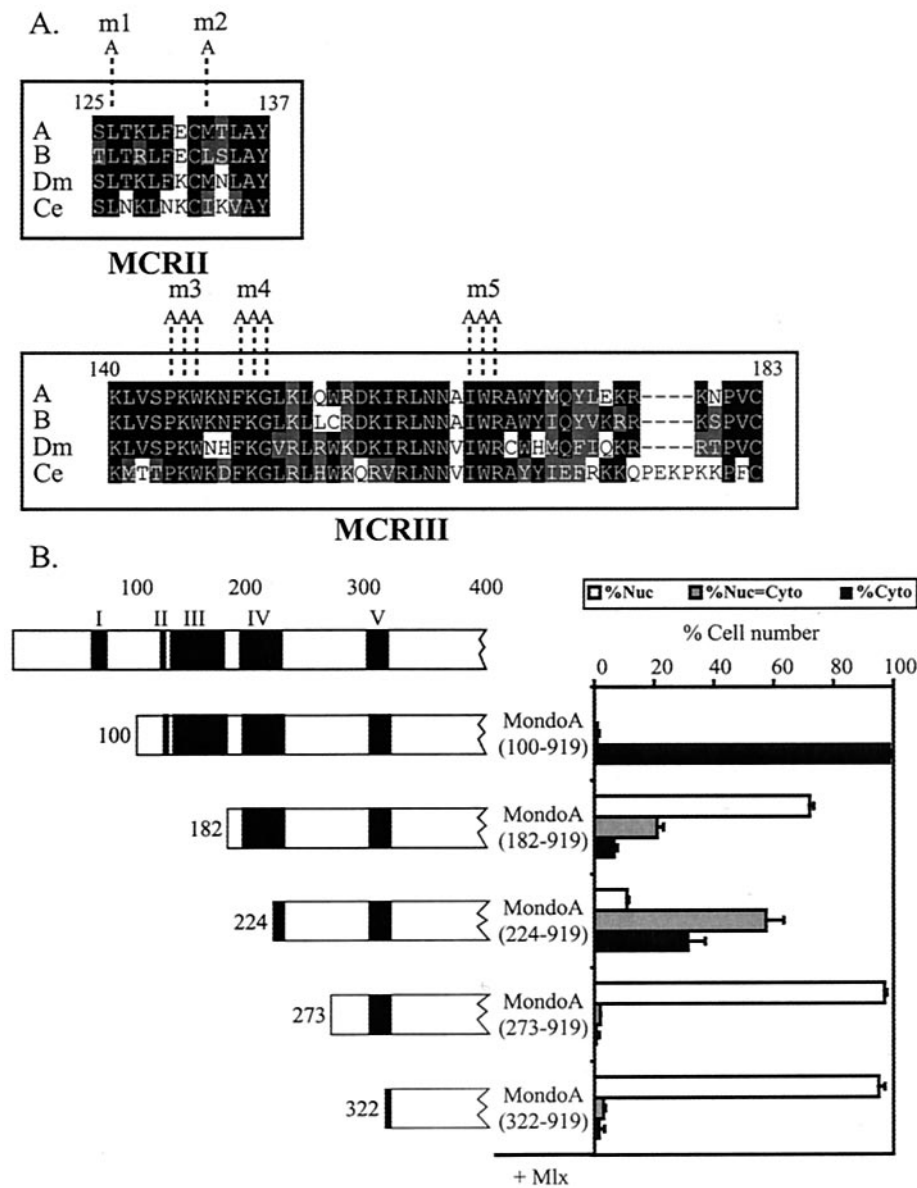 A.
m1 m2
A A
125 137
A SLTKLFECMTLAY
B TLTRLFECLSLAY
Dm SLTKLFKCMNLAY
Ce SLNKLNKCIKVAY
MCRII
m3 m4 m5
AAA AAA AAA
140 183
A KLVSPKWKNFKGLKLQWRDKIRLNNAIWRAWYMQYLEKR----KNPVC
B KLVSPKWKNFKGLKLLCRDKIRLNNAIWRAWYIQYVKRR----KSPVC
Dm KLVSPKWNHFKGVRLRWKDKIRLNNVIWRCWHMQFIQKR----RTPVC
Ce KMTTPKWKDFKGLRLHWKQRVRLNNVIWRAYYIEFRKKQPEKPKKPFC
MCRIII
B.
100 200 300 400
I II III IV V
%Nuc %Nuc=Cyto %Cyto
% Cell number
0 20 40 60 80 100
100 MondoA
(100-919)
182 MondoA
(182-919)
224 MondoA
(224-919)
273 MondoA
(273-919)
322 MondoA
(322-919)
+ Mlx